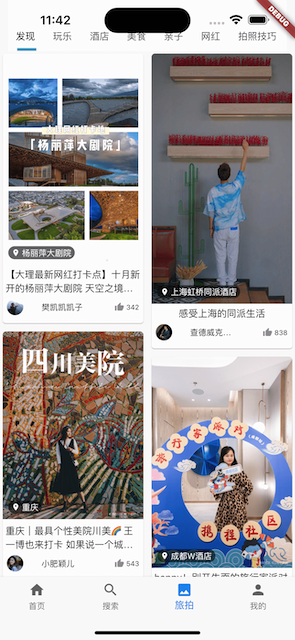 11:42
DEBUG
发现 玩乐 酒店 美食 亲子 网红 拍照技巧
「杨丽萍大剧院」
杨丽萍大剧院
【大理最新网红打卡点】十月新
开的杨丽萍大剧院 天空之境...
樊凯凯凯子 342
四川美院
重庆
重庆｜最具个性美院川美🌈 王
一博也来打卡 如果说一个城...
小肥颖儿 543
上海虹桥同派酒店
感受上海的同派生活
查德威克... 838
旅行家派对
携程社区
成都W酒店
首页 搜索 旅拍 我的